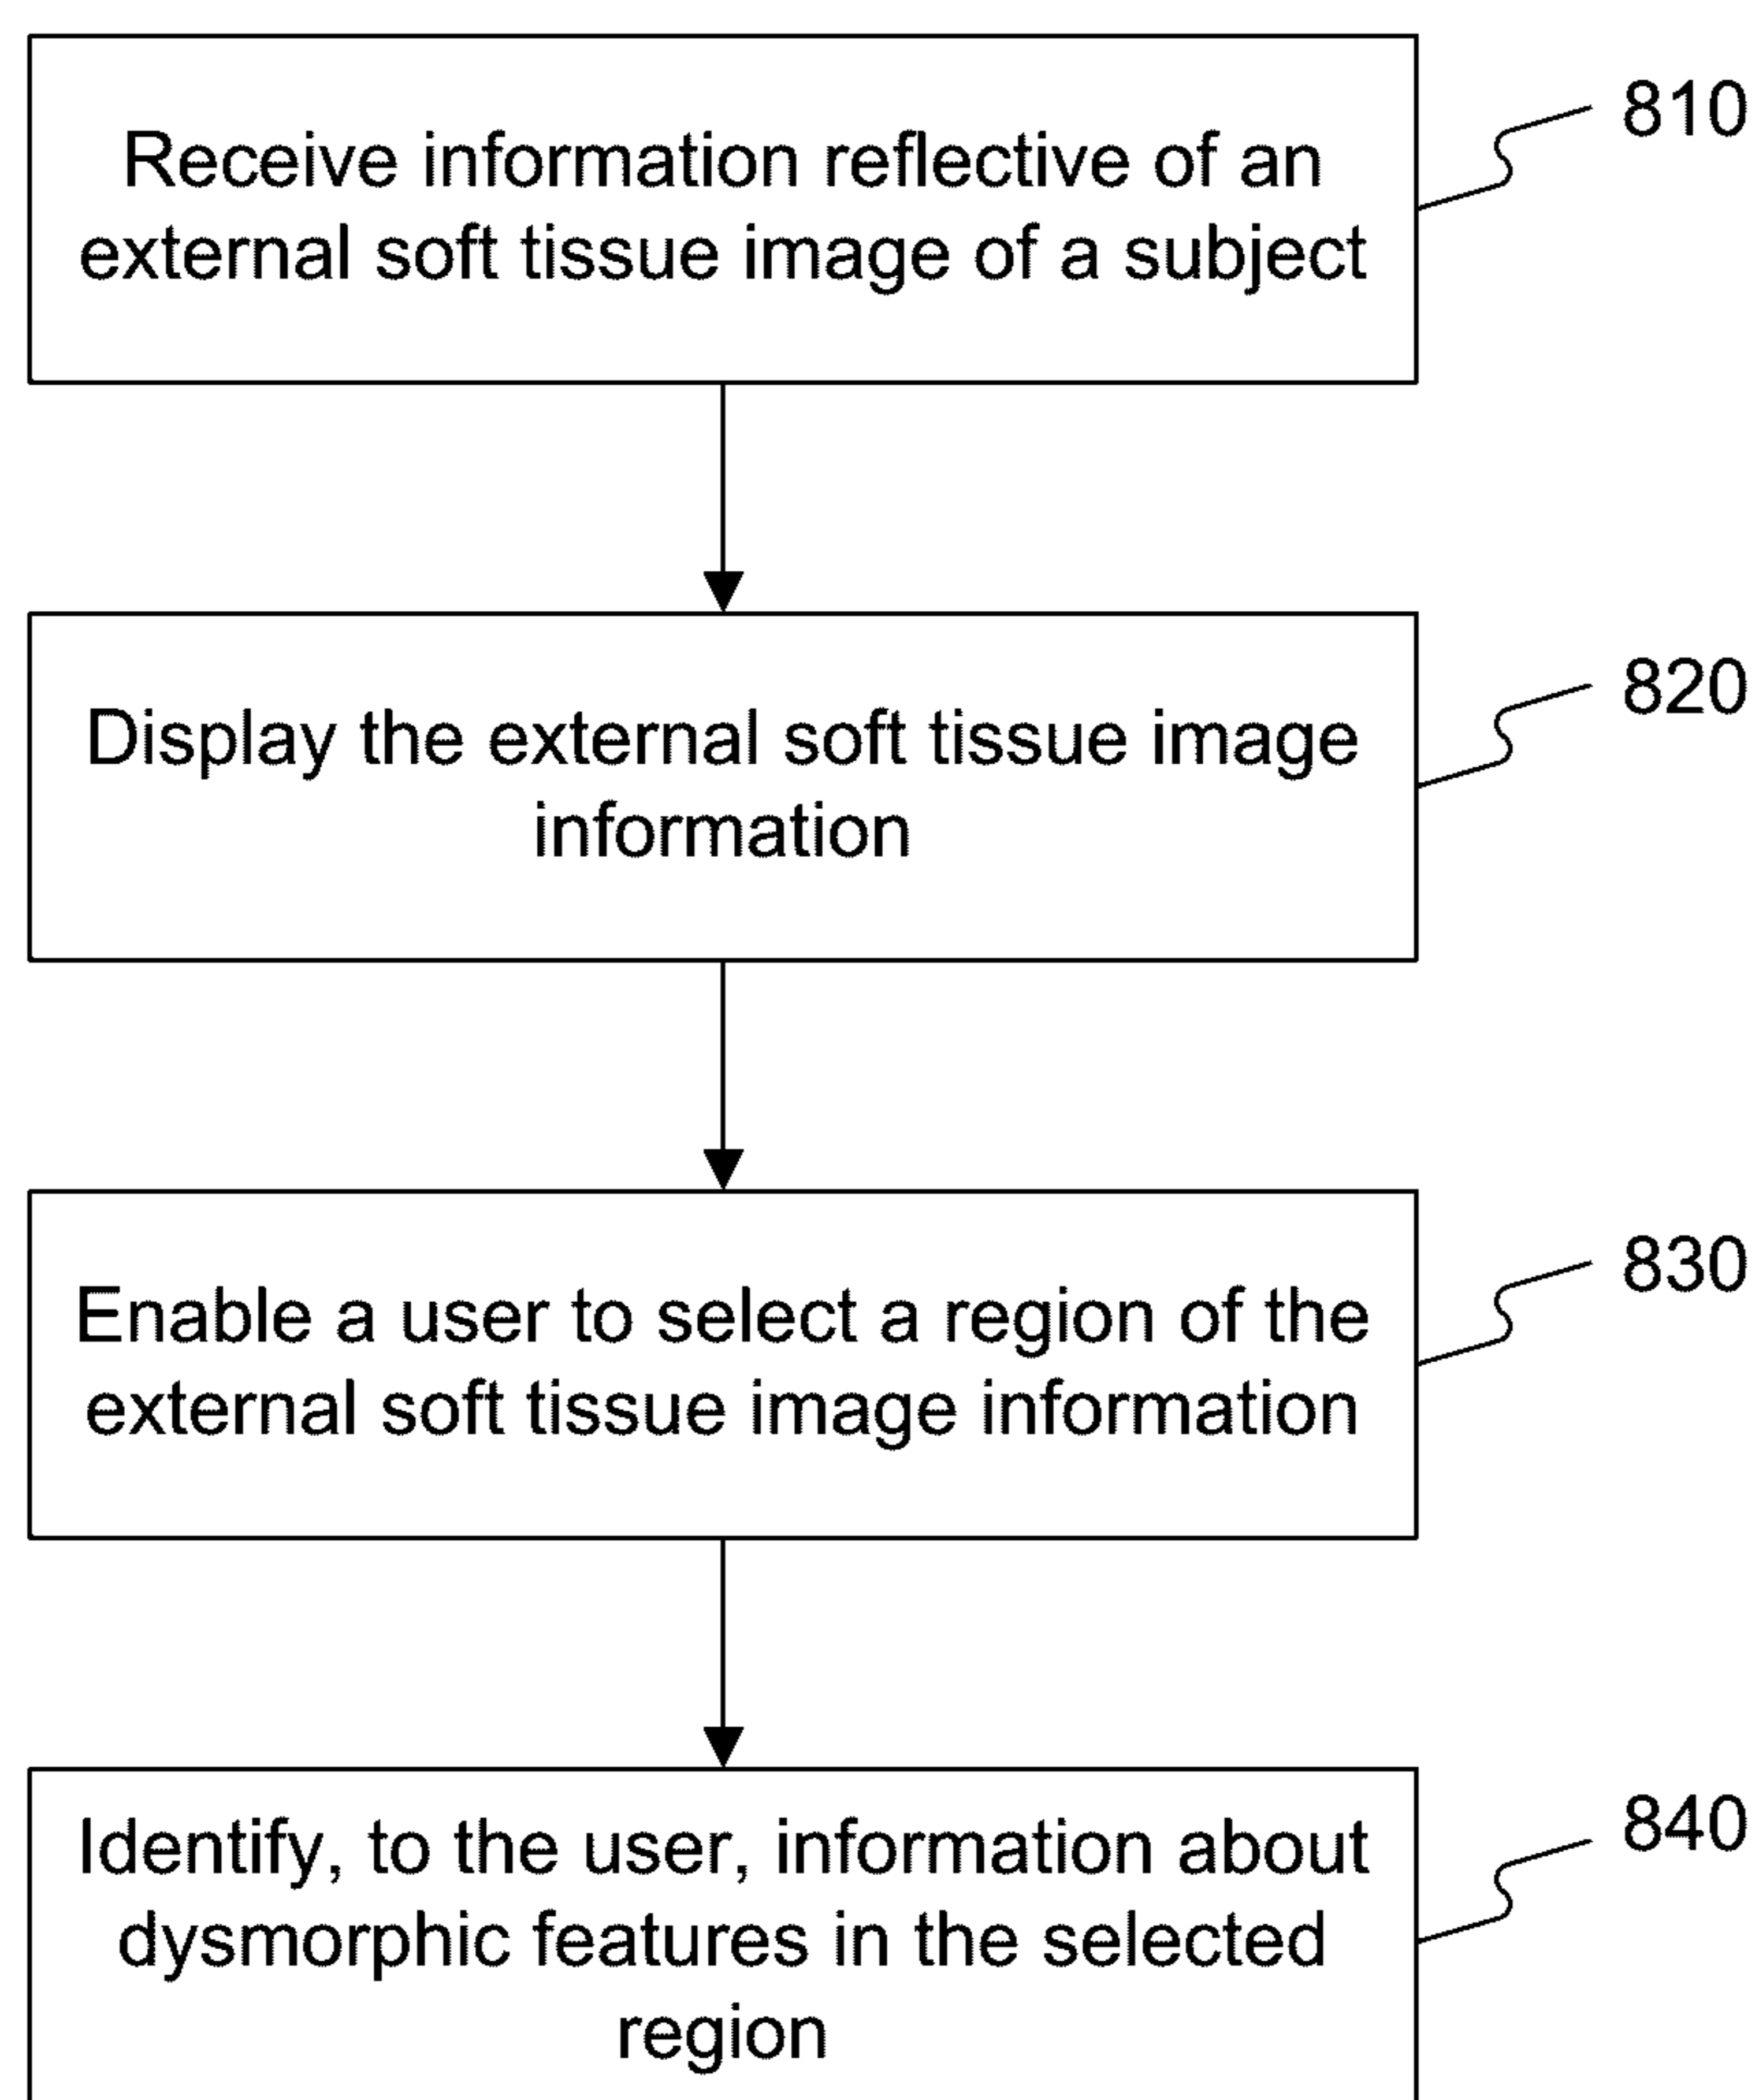 Receive information reflective of an
external soft tissue image of a subject
810
Display the external soft tissue image
information
820
Enable a user to select a region of the
external soft tissue image information
830
Identify, to the user, information about
dysmorphic features in the selected
region
840